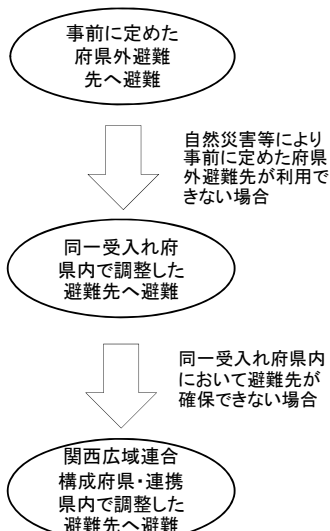 事前に定めた
府県外避難
先へ避難
自然災害等により
事前に定めた府県
外避難先が利用で
きない場合
同一受入れ府
県内で調整した
避難先へ避難
同一受入れ府県内
において避難先が
確保できない場合
関西広域連合
構成府県・連携
県内で調整した
避難先へ避難